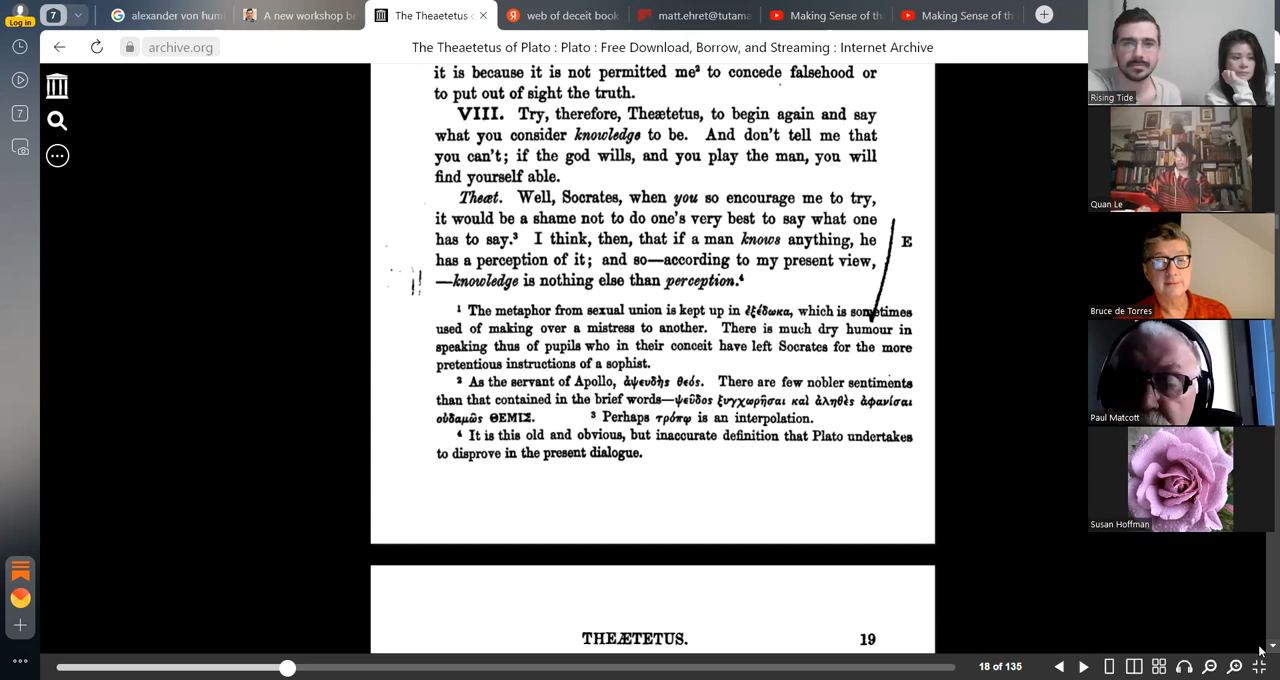 Log in
7
alexander von hum
A new workshop be
The Theaetetus
web of deceit book
matt.ehret@tutama
Making Sense of th
Making Sense of th
archive.org
The Thaetetus of Plato : Plato : Free Download, Borrow, and Streaming : Internet Archive
7
it is because it is not permitted me² to concede falsehood or
to put out of sight the truth.
VIII. Try, therefore, Theætetus, to begin again and say
what you consider knowledge to be. And don't tell me that
you can't; if the god wills, and you play the man, you will
find yourself able.
Theæt. Well, Socrates, when you so encourage me to try,
it would be a shame not to do one's very best to say what one
has to say.³ I think, then, that if a man knows anything, he
E
has a perception of it; and so—according to my present view,
—knowledge is nothing else than perception.⁴
¹ The metaphor from sexual union is kept up in ἐξέδωκα, which is sometimes
used of making over a mistress to another. There is much dry humour in
speaking thus of pupils who in their conceit have left Socrates for the more
pretentious instructions of a sophist.
² As the servant of Apollo, ἀψευδὴς θεός. There are few nobler sentiments
than that contained in the brief words—ψεῦδος ξυγχωρῆσαι καὶ ἀληθὲς ἀφανίσαι
οὐδαμῶς ΘΕΜΙΣ. ³ Perhaps τρόπῳ is an interpolation.
⁴ It is this old and obvious, but inaccurate definition that Plato undertakes
to disprove in the present dialogue.
THEÆTETUS. 19
18 of 135
Rising Tide
Quan Le
Bruce de Torres
Paul Matcott
Susan Hoffman